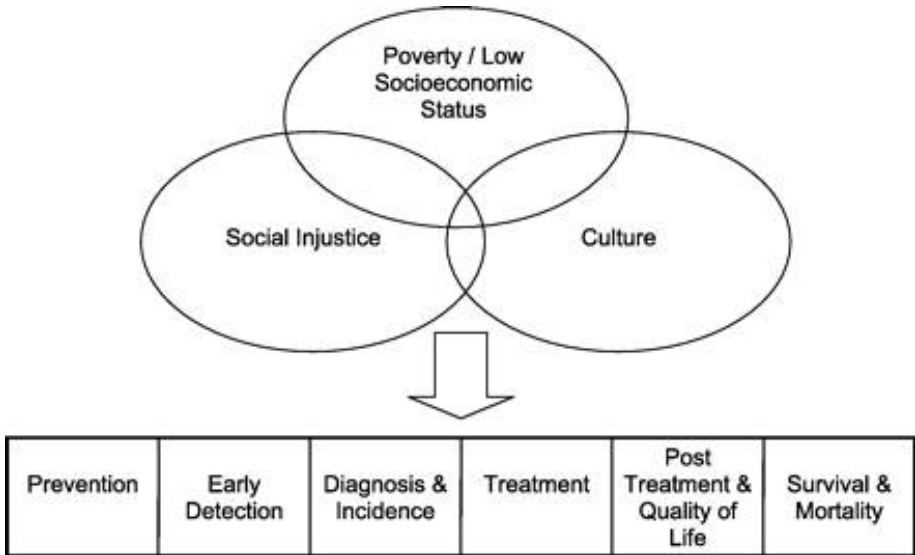 Poverty / Low
Socioeconomic
Status
Social Injustice
Culture
Prevention
Early
Detection
Diagnosis &
Incidence
Treatment
Post
Treatment &
Quality of
Life
Survival &
Mortality